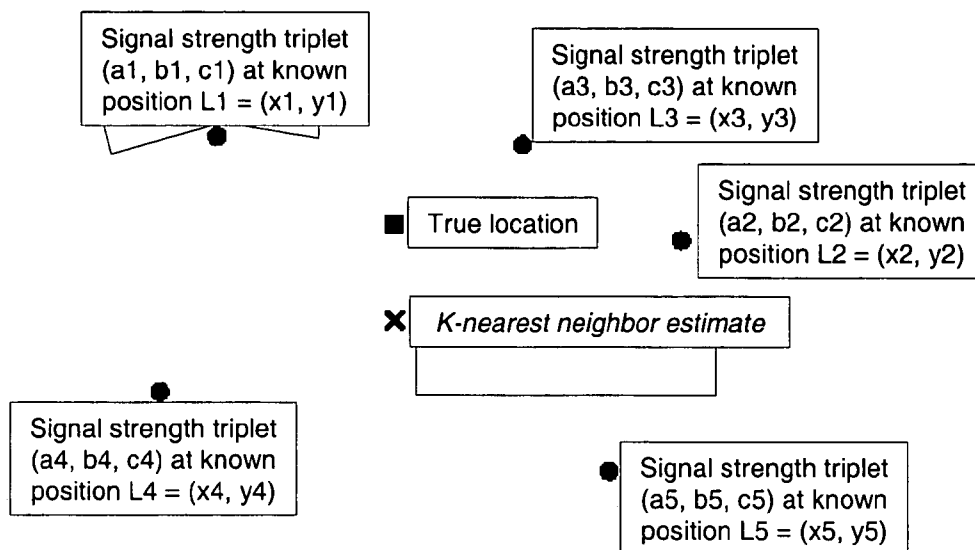 Signal strength triplet
(a1, b1, c1) at known
position L1 = (x1, y1)
Signal strength triplet
(a3, b3, c3) at known
position L3 = (x3, y3)
Signal strength triplet
(a2, b2, c2) at known
position L2 = (x2, y2)
True location
K-nearest neighbor estimate
Signal strength triplet
(a4, b4, c4) at known
position L4 = (x4, y4)
Signal strength triplet
(a5, b5, c5) at known
position L5 = (x5, y5)